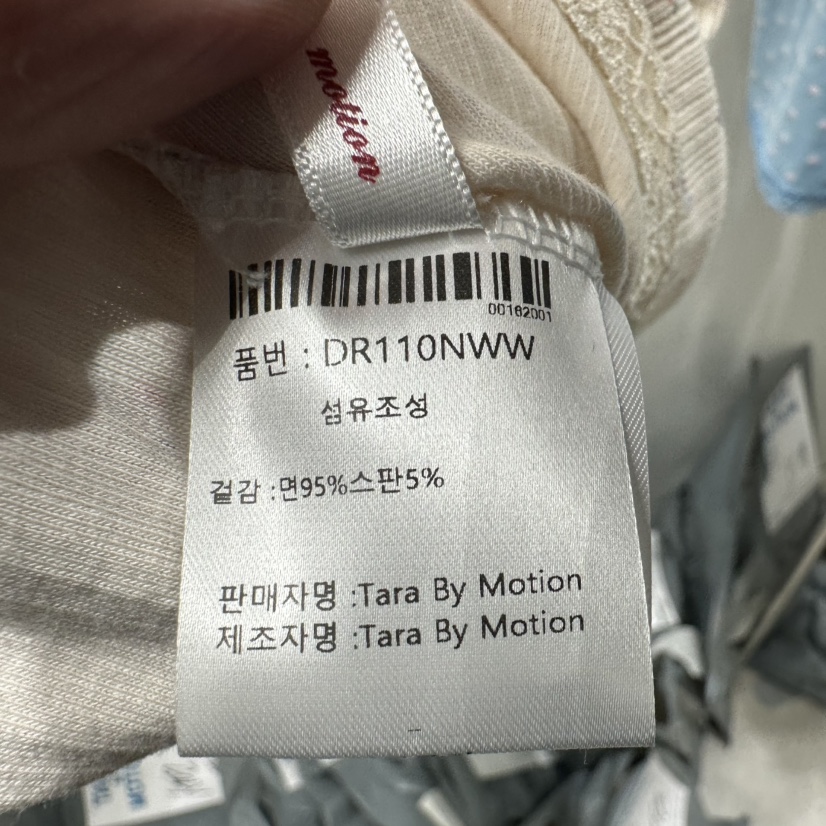 motion
00162001
품번 : DR110NWW
섬유조성
겉감 :면95%스판5%
판매자명 :Tara By Motion
제조자명 :Tara By Motion